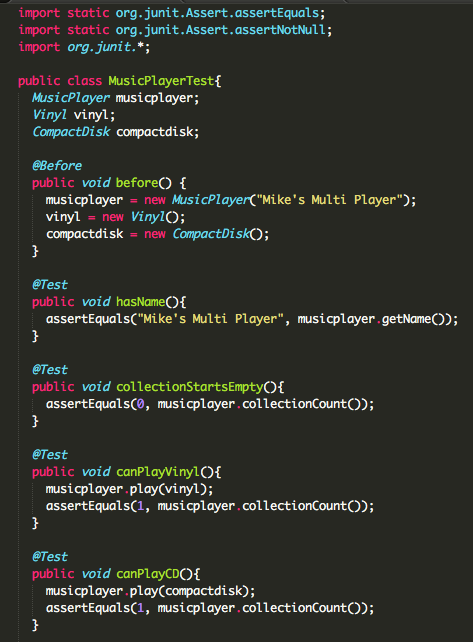 import static org.junit.Assert.assertEquals;
import static org.junit.Assert.assertNotNull;
import org.junit.*;

public class MusicPlayerTest{
  MusicPlayer musicplayer;
  Vinyl vinyl;
  CompactDisk compactdisk;

  @Before
  public void before() {
    musicplayer = new MusicPlayer("Mike's Multi Player");
    vinyl = new Vinyl();
    compactdisk = new CompactDisk();
  }

  @Test
  public void hasName(){
    assertEquals("Mike's Multi Player", musicplayer.getName());
  }

  @Test
  public void collectionStartsEmpty(){
    assertEquals(0, musicplayer.collectionCount());
  }

  @Test
  public void canPlayVinyl(){
    musicplayer.play(vinyl);
    assertEquals(1, musicplayer.collectionCount());
  }

  @Test
  public void canPlayCD(){
    musicplayer.play(compactdisk);
    assertEquals(1, musicplayer.collectionCount());
  }